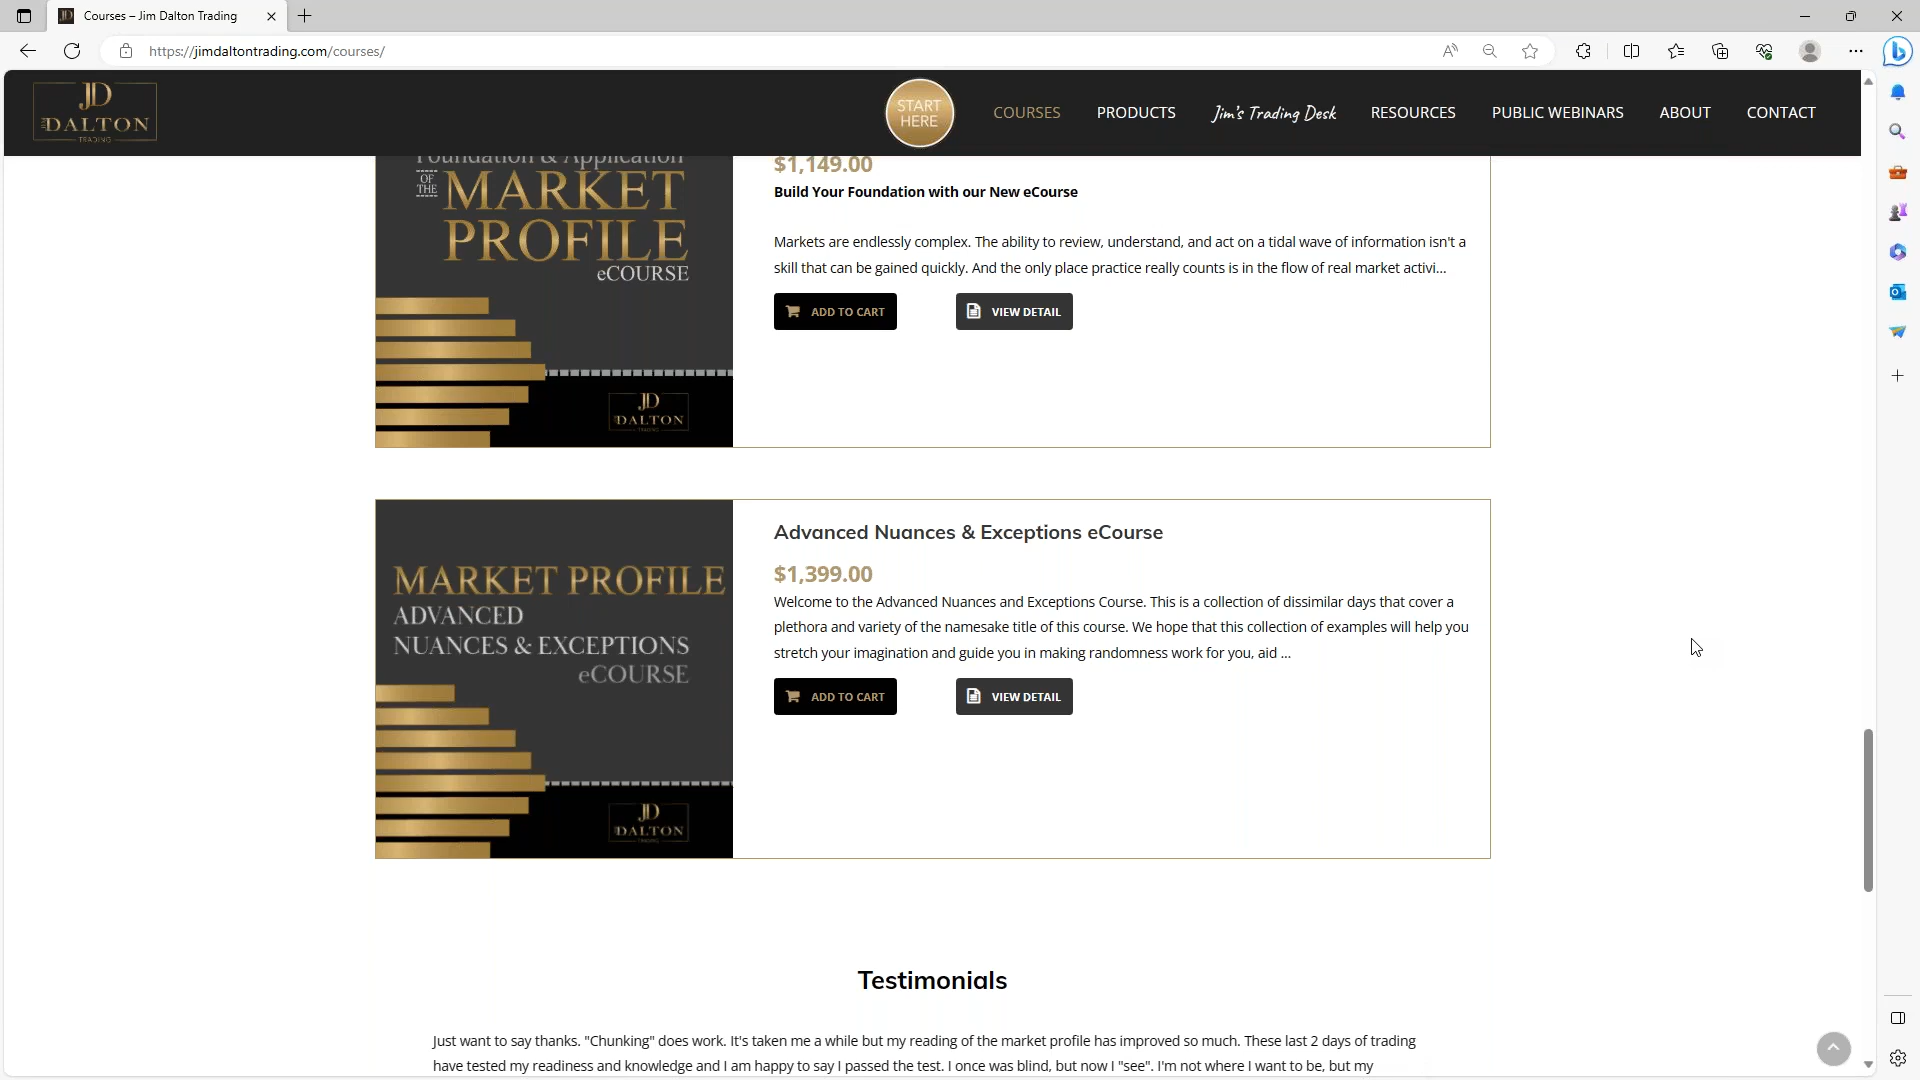 Courses – Jim Dalton Trading
https://jimdaltontrading.com/courses/
JD
DALTON
TRADING
START
HERE
COURSES
PRODUCTS
Jim's Trading Desk
RESOURCES
PUBLIC WEBINARS
ABOUT
CONTACT
Foundation & Application
OF
THE
MARKET
PROFILE
eCOURSE
JD
DALTON
$1,149.00
Build Your Foundation with our New eCourse
Markets are endlessly complex. The ability to review, understand, and act on a tidal wave of information isn't a
skill that can be gained quickly. And the only place practice really counts is in the flow of real market activi...
ADD TO CART
VIEW DETAIL
MARKET PROFILE
ADVANCED
NUANCES & EXCEPTIONS
eCOURSE
JD
DALTON
Advanced Nuances & Exceptions eCourse
$1,399.00
Welcome to the Advanced Nuances and Exceptions Course. This is a collection of dissimilar days that cover a
plethora and variety of the namesake title of this course. We hope that this collection of examples will help you
stretch your imagination and guide you in making randomness work for you, aid ...
ADD TO CART
VIEW DETAIL
Testimonials
Just want to say thanks. "Chunking" does work. It's taken me a while but my reading of the market profile has improved so much. These last 2 days of trading
have tested my readiness and knowledge and I am happy to say I passed the test. I once was blind, but now I "see". I'm not where I want to be, but my